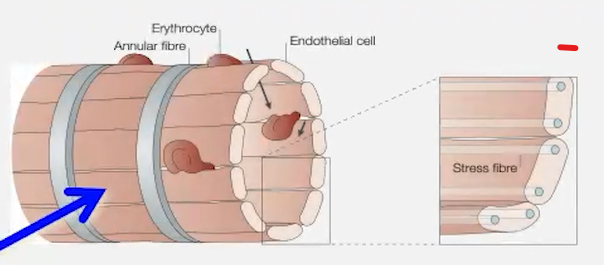 Erythrocyte
Annular fibre
Endothelial cell
Stress fibre